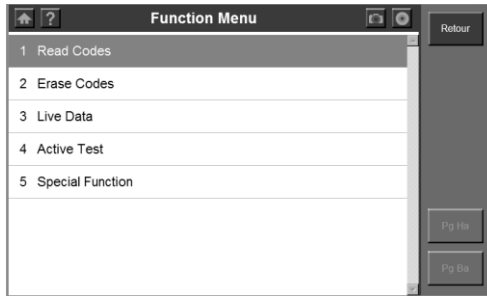 ? Function Menu
Retour
1 Read Codes
2 Erase Codes
3 Live Data
4 Active Test
5 Special Function
Pg Ha
Pg Ba